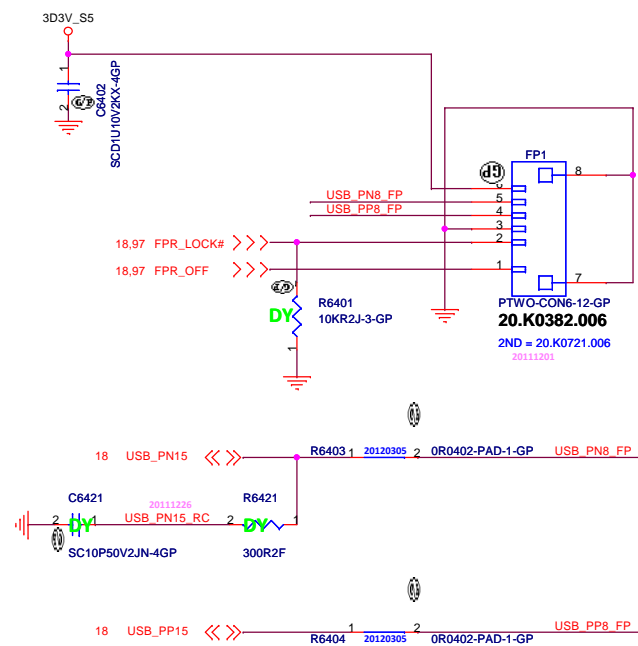 3D3V_S5
1
2
G/P
C6402
SCD1U10V2KX-4GP
FP1
GP
8
6
USB_PN8_FP
5
USB_PP8_FP
4
3
18,97 FPR_LOCK#
2
18,97 FPR_OFF
1
7
R6401
10KR2J-3-GP
DY
1
PTWO-CON6-12-GP
20.K0382.006
2ND = 20.K0721.006
20111201
18 USB_PN15
R6403
1
20120305
2
0R0402-PAD-1-GP
USB_PN8_FP
C6421
20111226
R6421
2
DY
1
USB_PN15_RC
2
DY
1
SC10P50V2JN-4GP
300R2F
18 USB_PP15
R6404
1
20120305
2
0R0402-PAD-1-GP
USB_PP8_FP